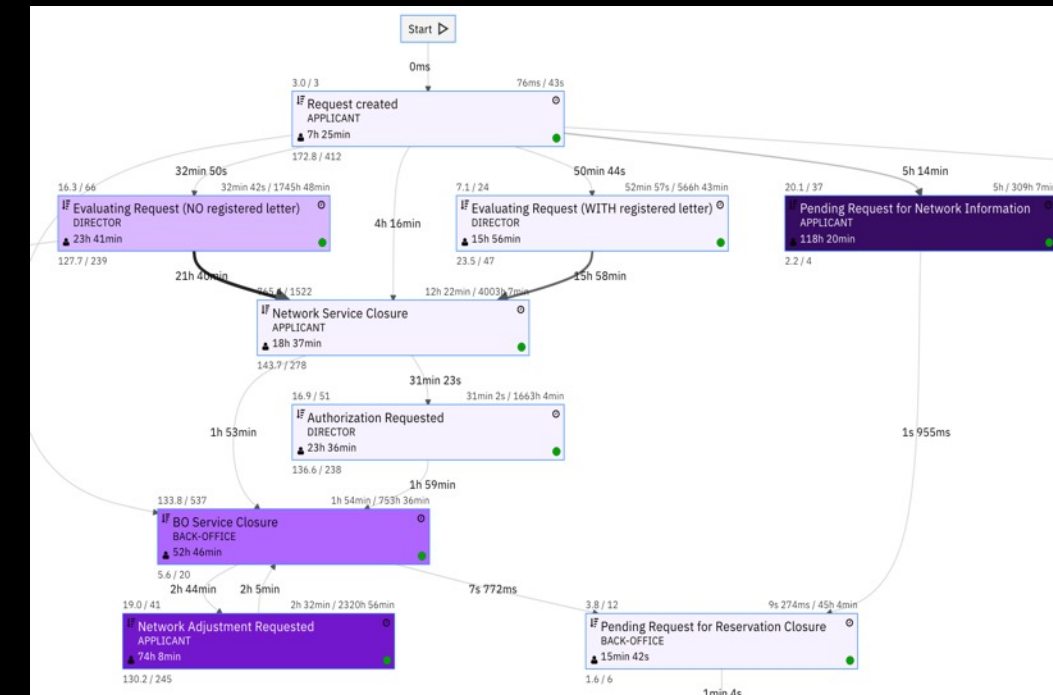 Start
0ms
3.0 / 3
76ms / 43s
Request created
APPLICANT
7h 25min
172.8 / 412
32min 50s
50min 44s
5h 14min
16.3 / 66
32min 42s / 1745h 48min
7.1 / 24
52min 57s / 566h 43min
20.1 / 37
5h / 309h 7min
Evaluating Request (NO registered letter)
DIRECTOR
23h 41min
4h 16min
Evaluating Request (WITH registered letter)
DIRECTOR
15h 56min
Pending Request for Network Information
APPLICANT
118h 20min
127.7 / 239
23.5 / 47
2.2 / 4
21h 40min
15h 58min
/ 1522
12h 22min / 4003h 7min
Network Service Closure
APPLICANT
18h 37min
143.7 / 278
31min 23s
16.9 / 51
31min 2s / 1663h 4min
Authorization Requested
DIRECTOR
23h 36min
1h 53min
1s 955ms
136.6 / 238
1h 59min
133.8 / 537
1h 54min / 753h 36min
BO Service Closure
BACK-OFFICE
52h 46min
5.6 / 20
2h 44min
2h 5min
7s 772ms
19.0 / 41
2h 32min / 2320h 56min
3.8 / 12
9s 274ms / 45h 4min
Network Adjustment Requested
APPLICANT
74h 8min
Pending Request for Reservation Closure
BACK-OFFICE
15min 42s
130.2 / 245
1.6 / 6
1min 4s